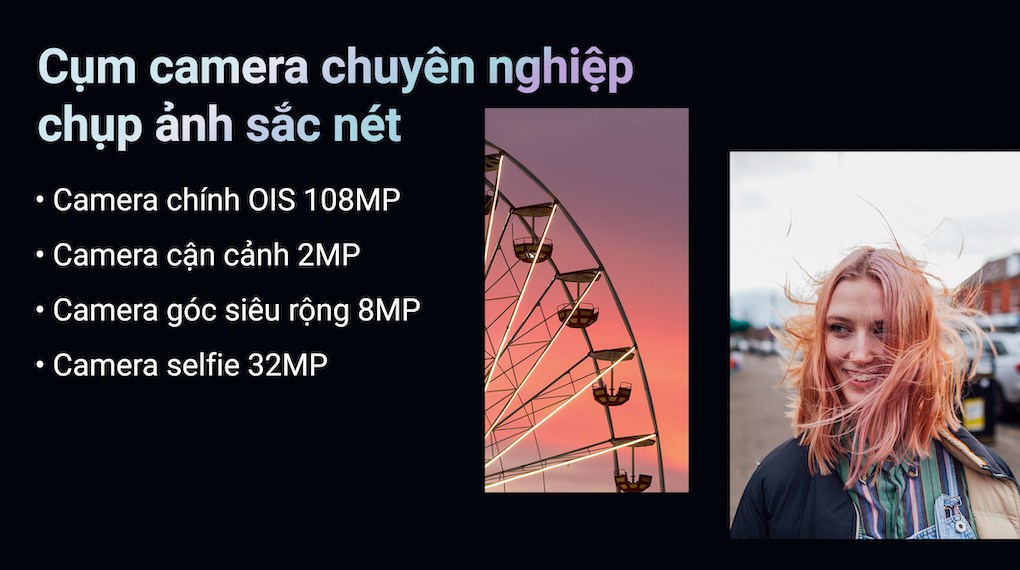 Cụm camera chuyên nghiệp
chụp ảnh sắc nét
• Camera chính OIS 108MP
• Camera cận cảnh 2MP
• Camera góc siêu rộng 8MP
• Camera selfie 32MP